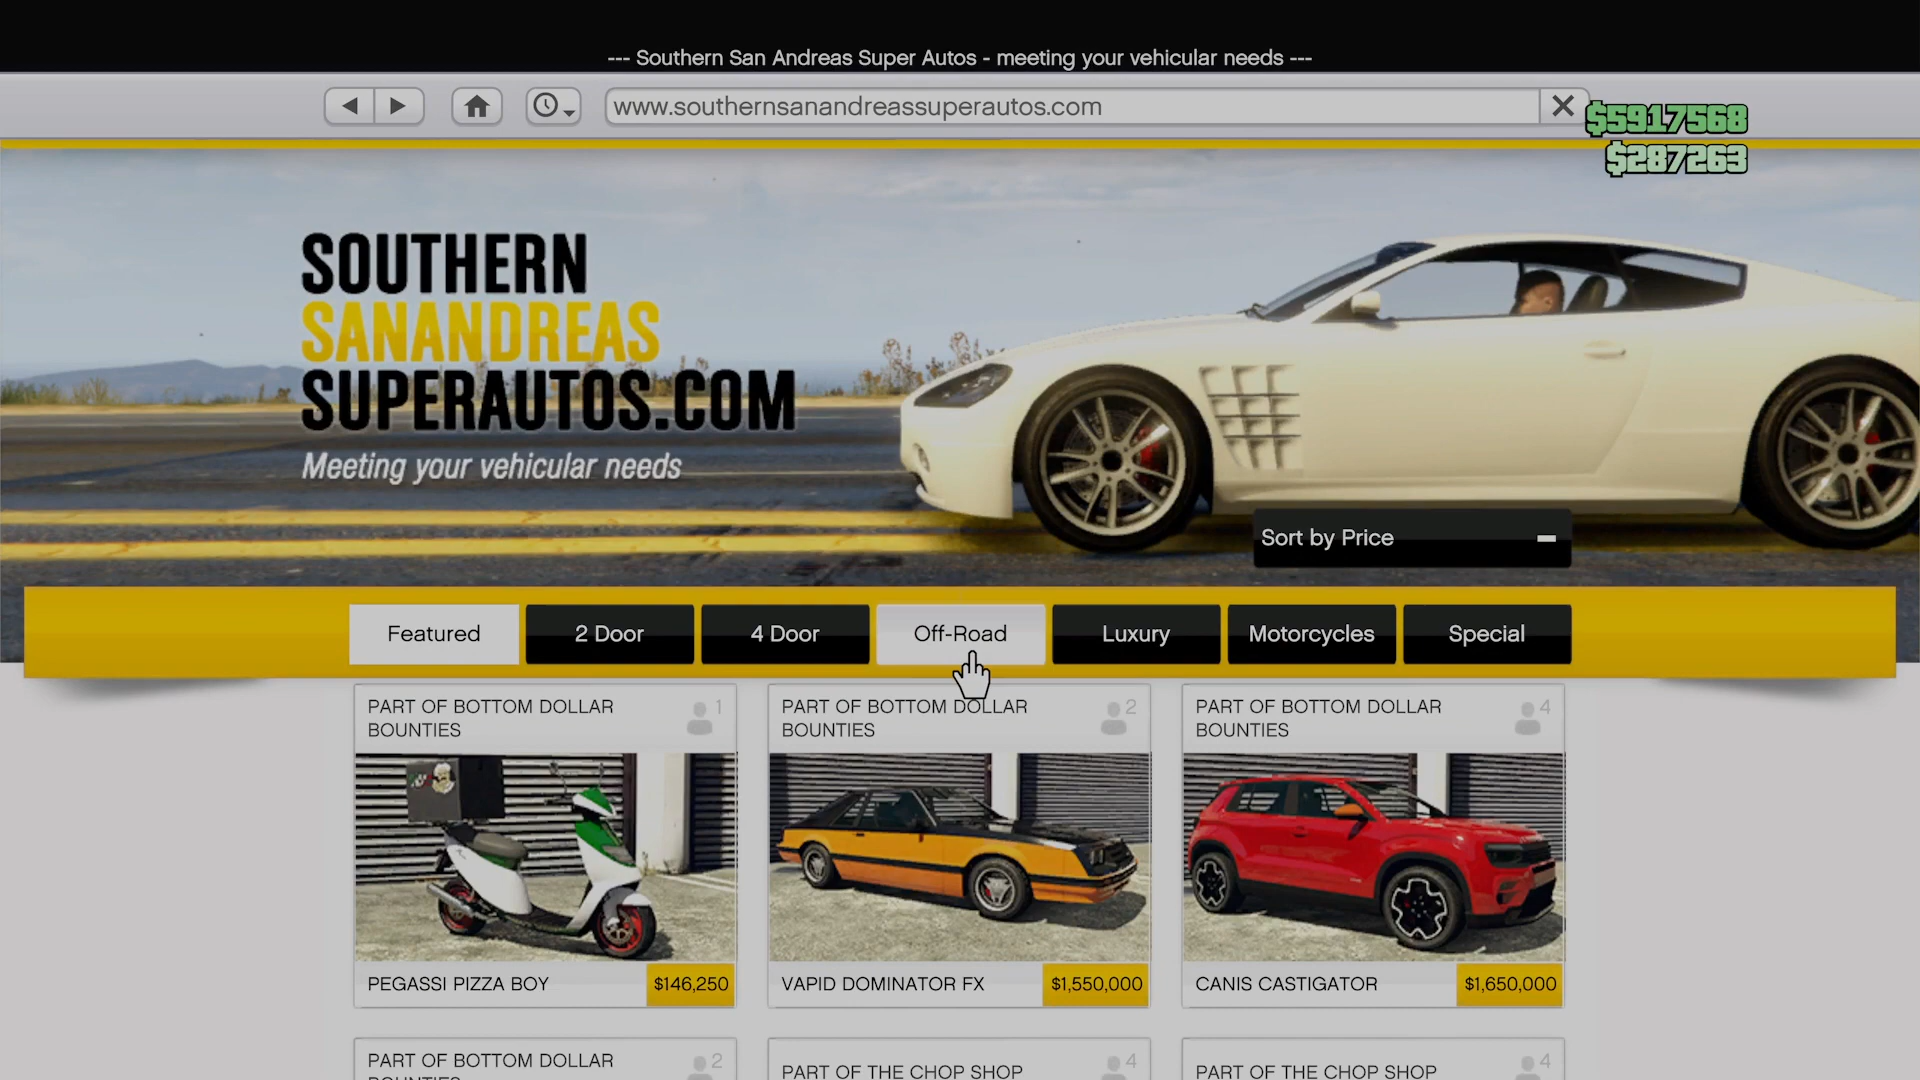 --- Southern San Andreas Super Autos - meeting your vehicular needs ---
www.southernsanandreassuperautos.com
$5917568
$287263
SOUTHERN
SANANDREAS
SUPERAUTOS.COM
Meeting your vehicular needs
Sort by Price
Featured
2 Door
4 Door
Off-Road
Luxury
Motorcycles
Special
PART OF BOTTOM DOLLAR
BOUNTIES
1
PEGASSI PIZZA BOY
$146,250
PART OF BOTTOM DOLLAR
BOUNTIES
2
VAPID DOMINATOR FX
$1,550,000
PART OF BOTTOM DOLLAR
BOUNTIES
4
CANIS CASTIGATOR
$1,650,000
PART OF BOTTOM DOLLAR
BOUNTIES
2
PART OF THE CHOP SHOP
4
PART OF THE CHOP SHOP
4